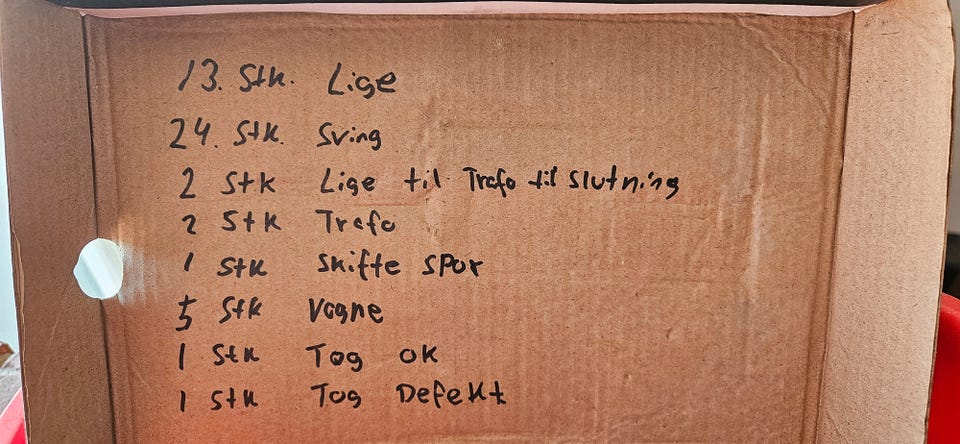 13. Stk. Lige
24. Stk. Sving
2 Stk Lige til Trafo til slutning
2 Stk Trafo
1 Stk Skifte Spor
5 Stk Vogne
1 Stk Tog ok
1 Stk Tog Defekt